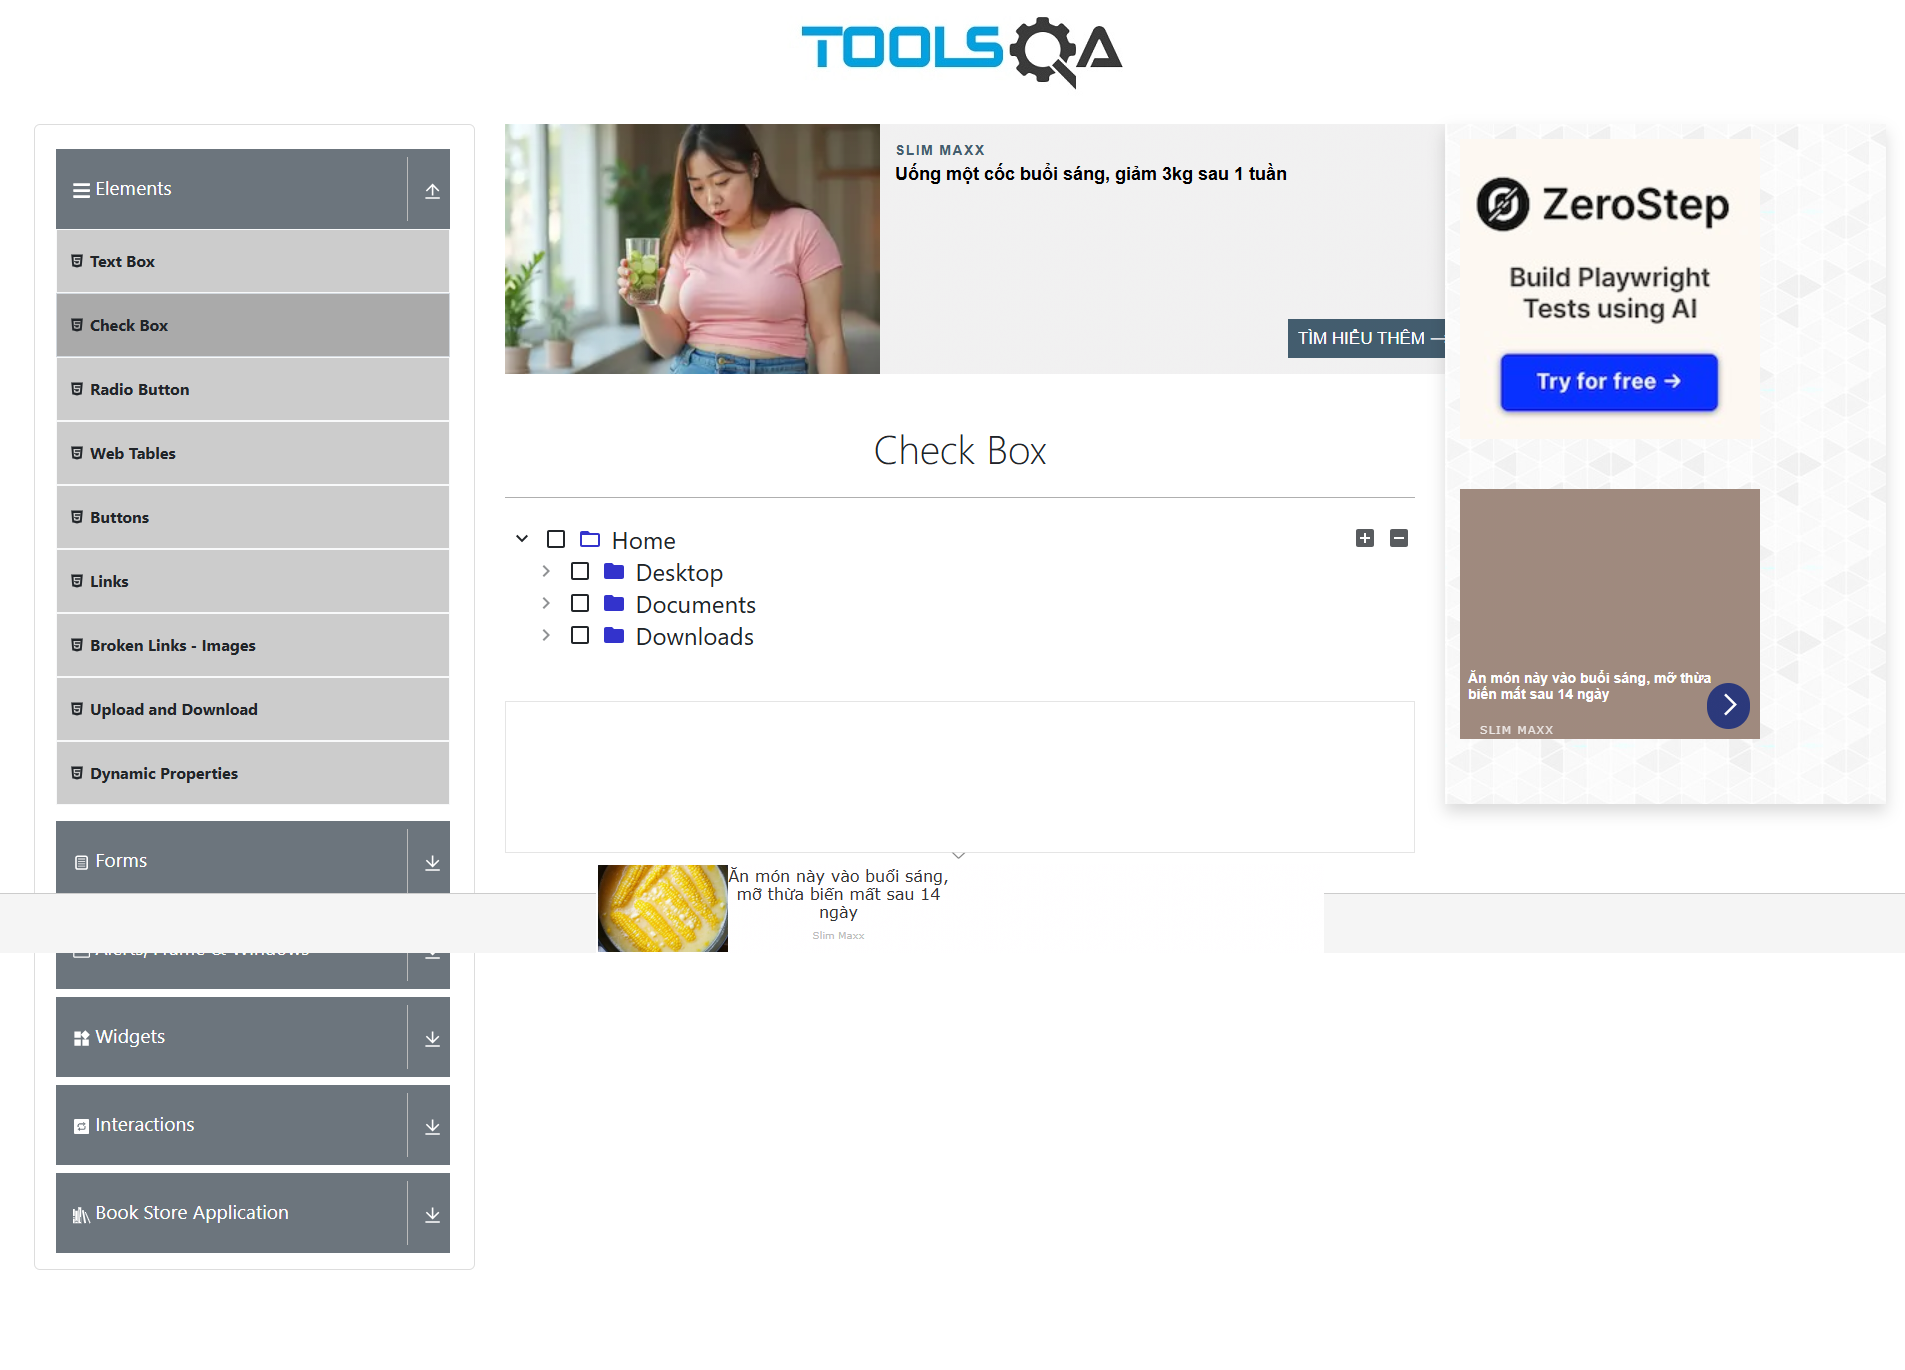 TOOLSQA
Elements
Text Box
Check Box
Radio Button
Web Tables
Buttons
Links
Broken Links - Images
Upload and Download
Dynamic Properties
Forms
Alerts, Frame & Windows
Widgets
Interactions
Book Store Application
SLIM MAXX
Uống một cốc buổi sáng, giảm 3kg sau 1 tuần
TÌM HIỂU THÊM
Check Box
Home
Desktop
Documents
Downloads
Ăn món này vào buổi sáng,
mỡ thừa biến mất sau 14
ngày
Slim Maxx
ZeroStep
Build Playwright
Tests using AI
Try for free →
Ăn món này vào buổi sáng, mỡ thừa
biến mất sau 14 ngày
SLIM MAXX